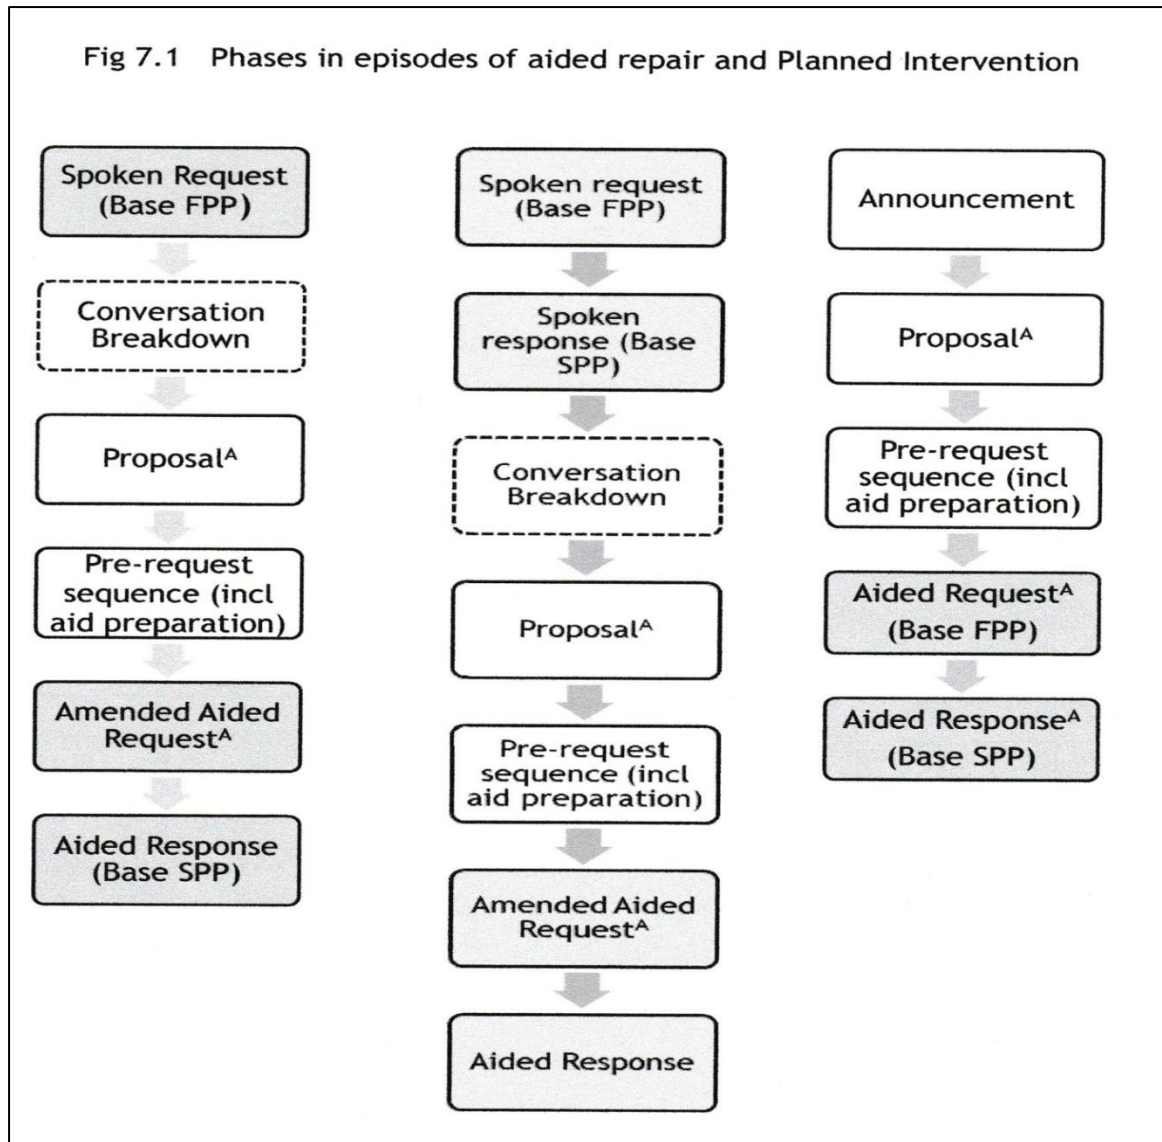 Fig 7.1 Phases in episodes of aided repair and Planned Intervention
Spoken Request
(Base FPP)
Conversation
Breakdown
Proposalᴬ
Pre-request
sequence (incl
aid preparation)
Amended Aided
Requestᴬ
Aided Response
(Base SPP)
Spoken request
(Base FPP)
Spoken
response (Base
SPP)
Conversation
Breakdown
Proposalᴬ
Pre-request
sequence (incl
aid preparation)
Amended Aided
Requestᴬ
Aided Response
Announcement
Proposalᴬ
Pre-request
sequence (incl
aid preparation)
Aided Requestᴬ
(Base FPP)
Aided Responseᴬ
(Base SPP)